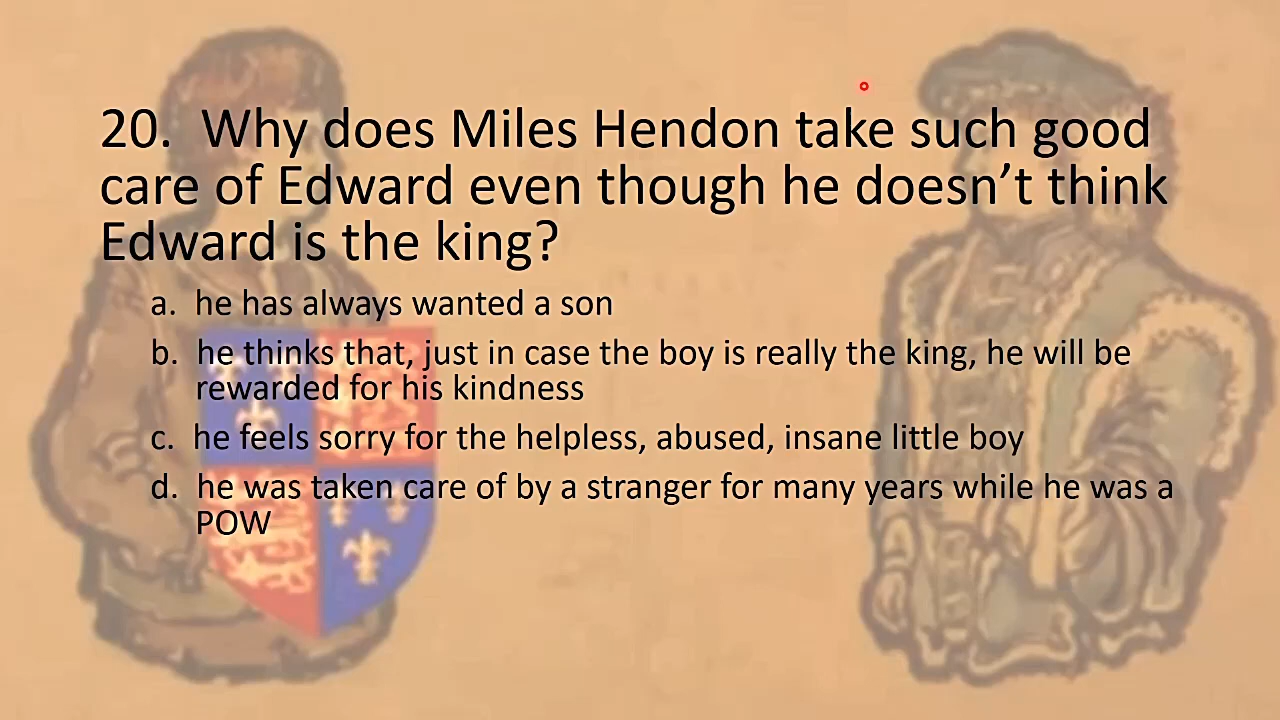 20.  Why does Miles Hendon take such good
care of Edward even though he doesn’t think
Edward is the king?
a.  he has always wanted a son
b.  he thinks that, just in case the boy is really the king, he will be
rewarded for his kindness
c.  he feels sorry for the helpless, abused, insane little boy
d.  he was taken care of by a stranger for many years while he was a
POW